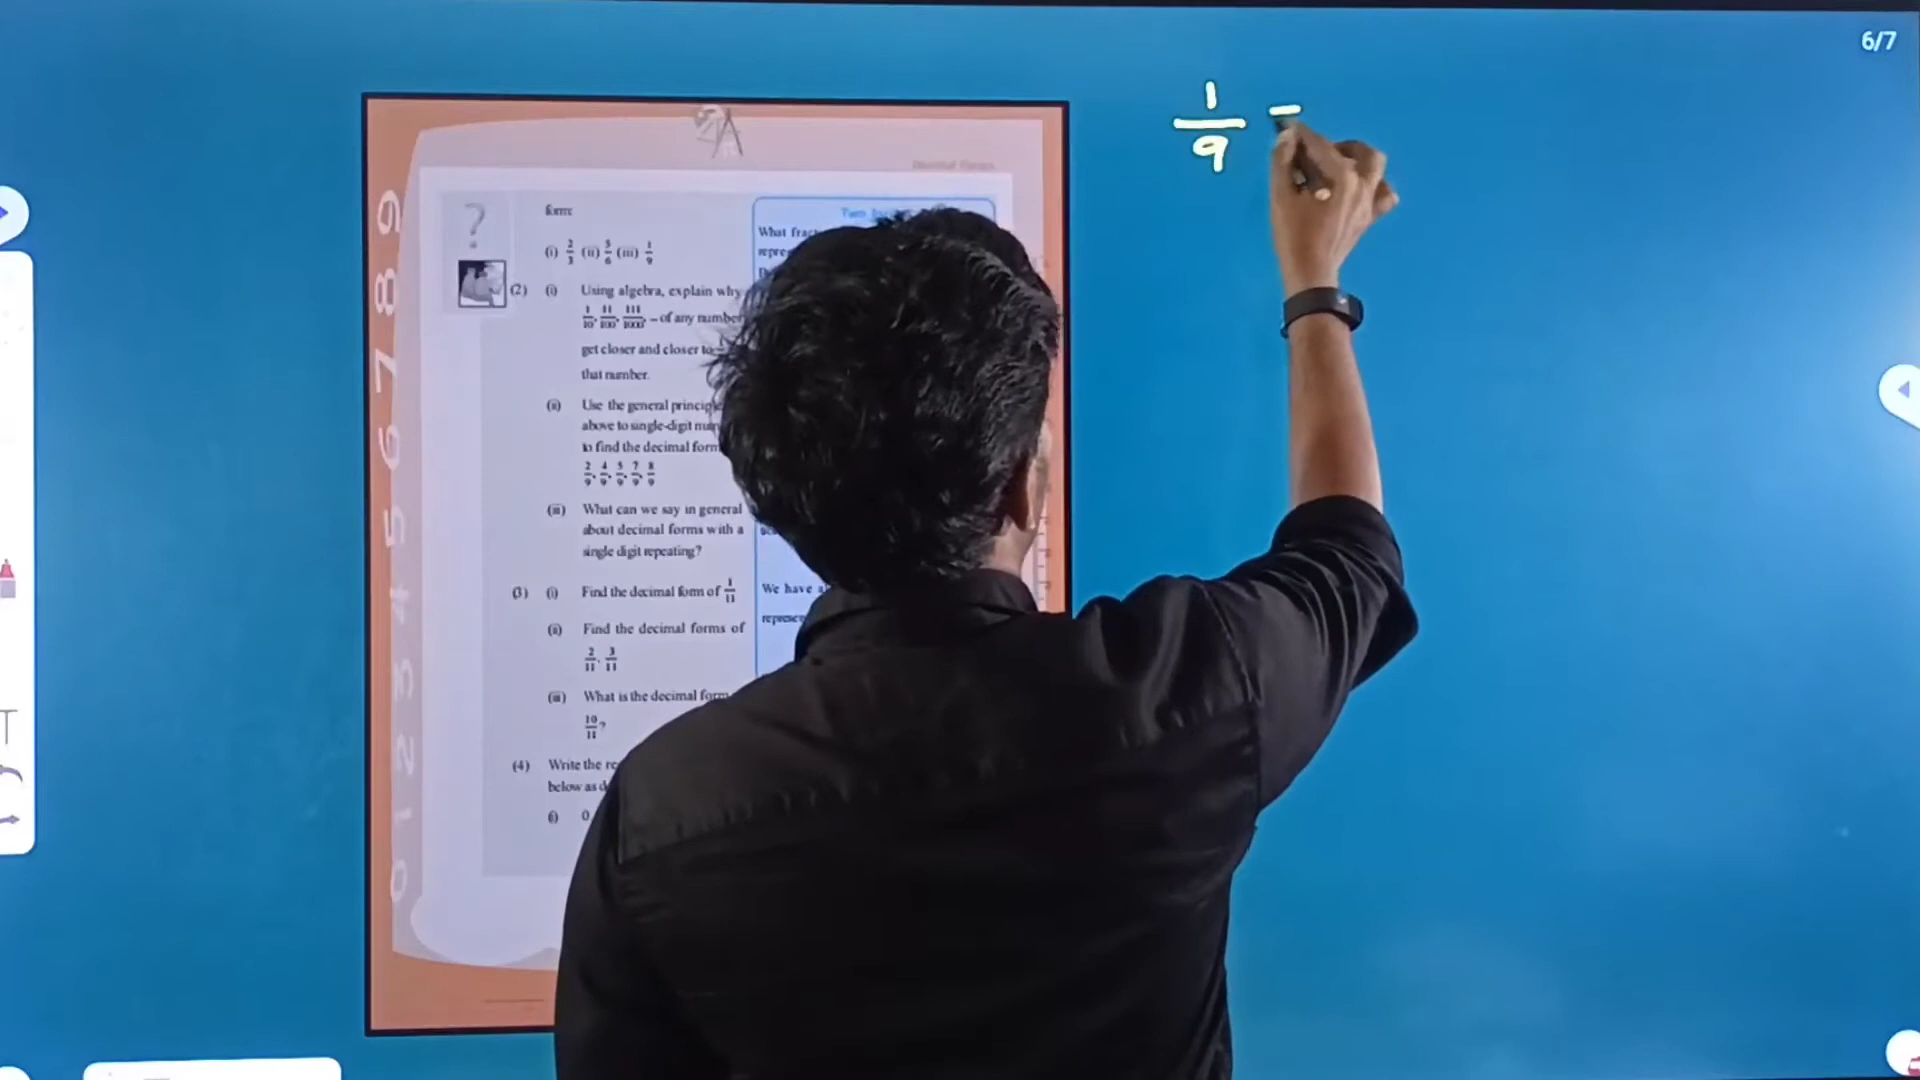 6/7
1/9 =
Decimal Forms
form:
(i) 2/3 (ii) 5/6 (iii) 1/9
(2) (i) Using algebra, explain why
1/10, 11/100, 111/1000, ... of any number
get closer and closer to
that number.
(ii) Use the general principle
above to single-digit
to find the decimal
2/9, 4/9, 5/9, 7/9, 8/9
(iii) What can we say in general
about decimal forms with a
single digit repeating?
(3) (i) Find the decimal form of 1/11
(ii) Find the decimal forms of
2/11, 3/11
(iii) What is the decimal form
10/11?
(4) Write the
below as
(i) 0.
Two
What
We have
0 1 2 3 4 5 6 7 8 9